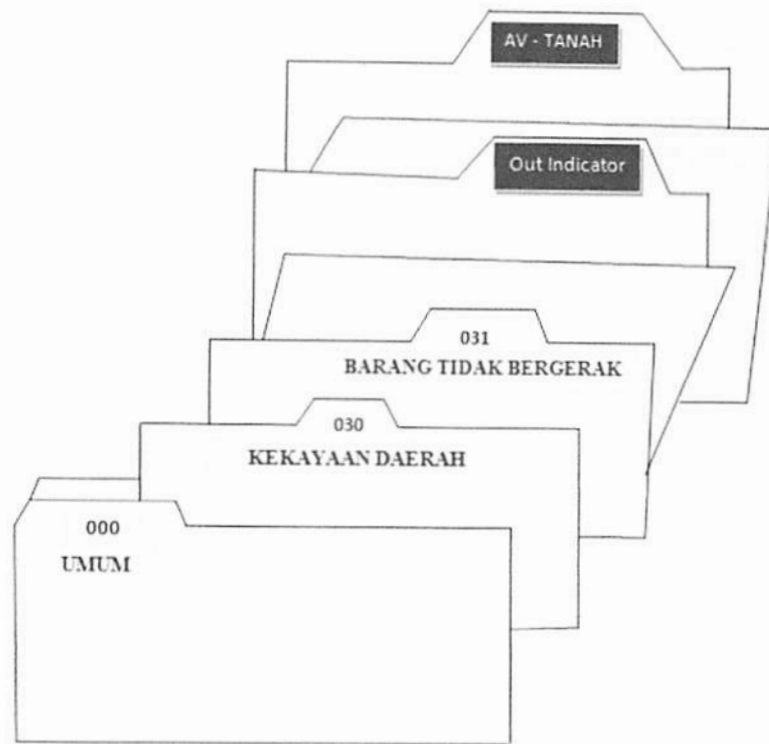 AV - TANAH
Out Indicator
031
BARANG TIDAK BERGERAK
030
KEKAYAAN DAERAH
000
UMUM